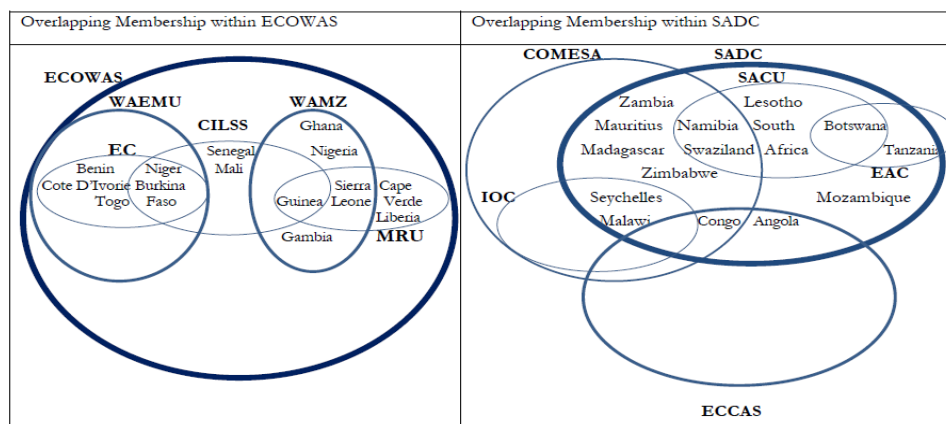 Overlapping Membership within ECOWAS
ECOWAS
WAEMU
WAMZ
CILSS
Ghana
EC
Senegal
Nigeria
Benin
Niger
Mali
Cote D'Ivorie
Burkina
Togo
Faso
Guinea
Sierra
Leone
Cape
Verde
Liberia
Gambia
MRU
Overlapping Membership within SADC
COMESA
SADC
SACU
Zambia
Lesotho
Mauritius
Namibia
South
Botswana
Madagascar
Swaziland
Africa
Tanzania
Zimbabwe
EAC
IOC
Seychelles
Mozambique
Malawi
Congo
Angola
ECCAS